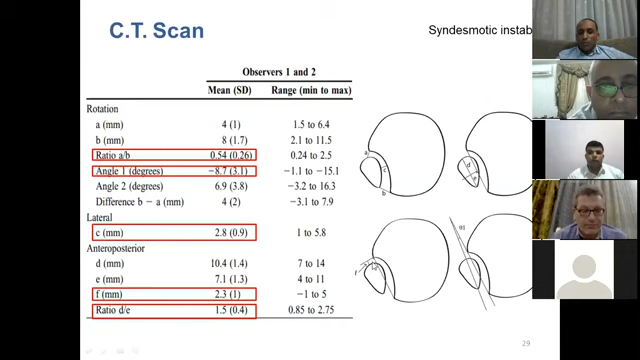 C.T. Scan
Syndesmotic instab
Observers 1 and 2
Mean (SD) Range (min to max)
Rotation
a (mm) 4 (1) 1.5 to 6.4
b (mm) 8 (1.7) 2.1 to 11.5
Ratio a/b 0.54 (0.26) 0.24 to 2.5
Angle 1 (degrees) −8.7 (3.1) −1.1 to −15.1
Angle 2 (degrees) 6.9 (3.8) −3.2 to 16.3
Difference b − a (mm) 4 (2) −3.1 to 7.9
Lateral
c (mm) 2.8 (0.9) 1 to 5.8
Anteroposterior
d (mm) 10.4 (1.4) 7 to 14
e (mm) 7.1 (1.3) 4 to 11
f (mm) 2.3 (1) −1 to 5
Ratio d/e 1.5 (0.4) 0.85 to 2.75
a
c
b
d
e
f
29